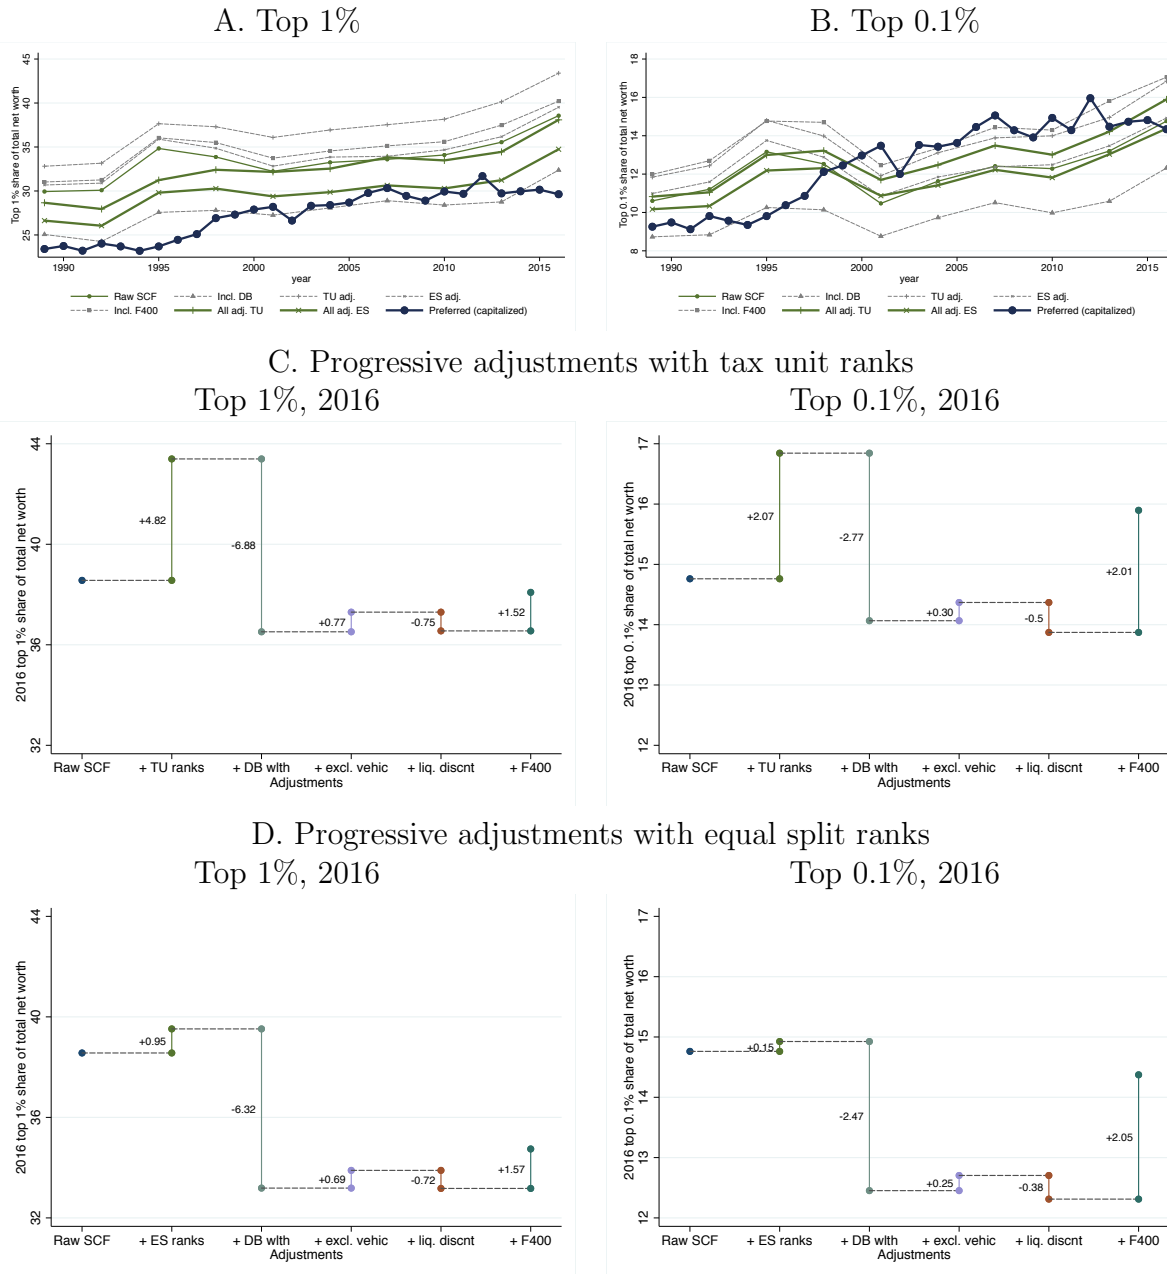 A. Top 1%
Top 1% share of total net worth
45
40
35
30
25
1990 1995 2000 2005 2010 2015
year
Raw SCF Incl. DB TU adj. ES adj.
Incl. F400 All adj. TU All adj. ES Preferred (capitalized)
B. Top 0.1%
Top 0.1% share of total net worth
18
16
14
12
10
8
1990 1995 2000 2005 2010 2015
year
Raw SCF Incl. DB TU adj. ES adj.
Incl. F400 All adj. TU All adj. ES Preferred (capitalized)
C. Progressive adjustments with tax unit ranks
Top 1%, 2016
2016 top 1% share of total net worth
44
40
36
32
+4.82
-6.88
+0.77
-0.75
+1.52
Raw SCF + TU ranks + DB wlth + excl. vehic + liq. discnt + F400
Adjustments
Top 0.1%, 2016
2016 top 0.1% share of total net worth
17
16
15
14
13
12
+2.07
-2.77
+0.30
-0.5
+2.01
Raw SCF + TU ranks + DB wlth + excl. vehic + liq. discnt + F400
Adjustments
D. Progressive adjustments with equal split ranks
Top 1%, 2016
2016 top 1% share of total net worth
44
40
36
32
+0.95
-6.32
+0.69
-0.72
+1.57
Raw SCF + ES ranks + DB wlth + excl. vehic + liq. discnt + F400
Adjustments
Top 0.1%, 2016
2016 top 0.1% share of total net worth
17
16
15
14
13
12
+0.15
-2.47
+0.25
-0.38
+2.05
Raw SCF + ES ranks + DB wlth + excl. vehic + liq. discnt + F400
Adjustments